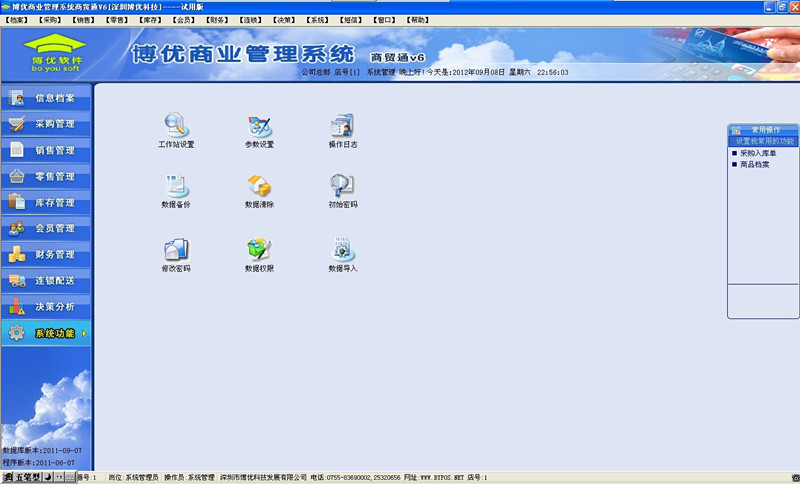 博优商业管理系统商贸通V6[深圳博优科技]----试用版
【档案】 【采购】 【销售】 【零售】 【库存】 【会员】 【财务】 【连锁】 【决策】 【系统】 【短信】 【窗口】 【帮助】
博优软件
bo you soft
博优商业管理系统 商贸通v6
公司总部 店号[1] 系统管理 晚上好!今天是:2012年09月08日 星期六 22:56:03
信息档案
采购管理
销售管理
零售管理
库存管理
会员管理
财务管理
连锁配送
决策分析
系统功能
工作站设置 参数设置 操作日志
数据备份 数据清除 初始密码
修改密码 数据权限 数据导入
常用操作
设置我常用的功能
采购入库单
商品档案
数据库版本:2011-09-07
程序版本:2011-06-07
五笔型 器号:1 岗位:系统管理员 操作员:系统管理 深圳市博优科技发展有限公司 电话:0755-83690002,25320656 网址:WWW.BYPOS.NET 店号:1